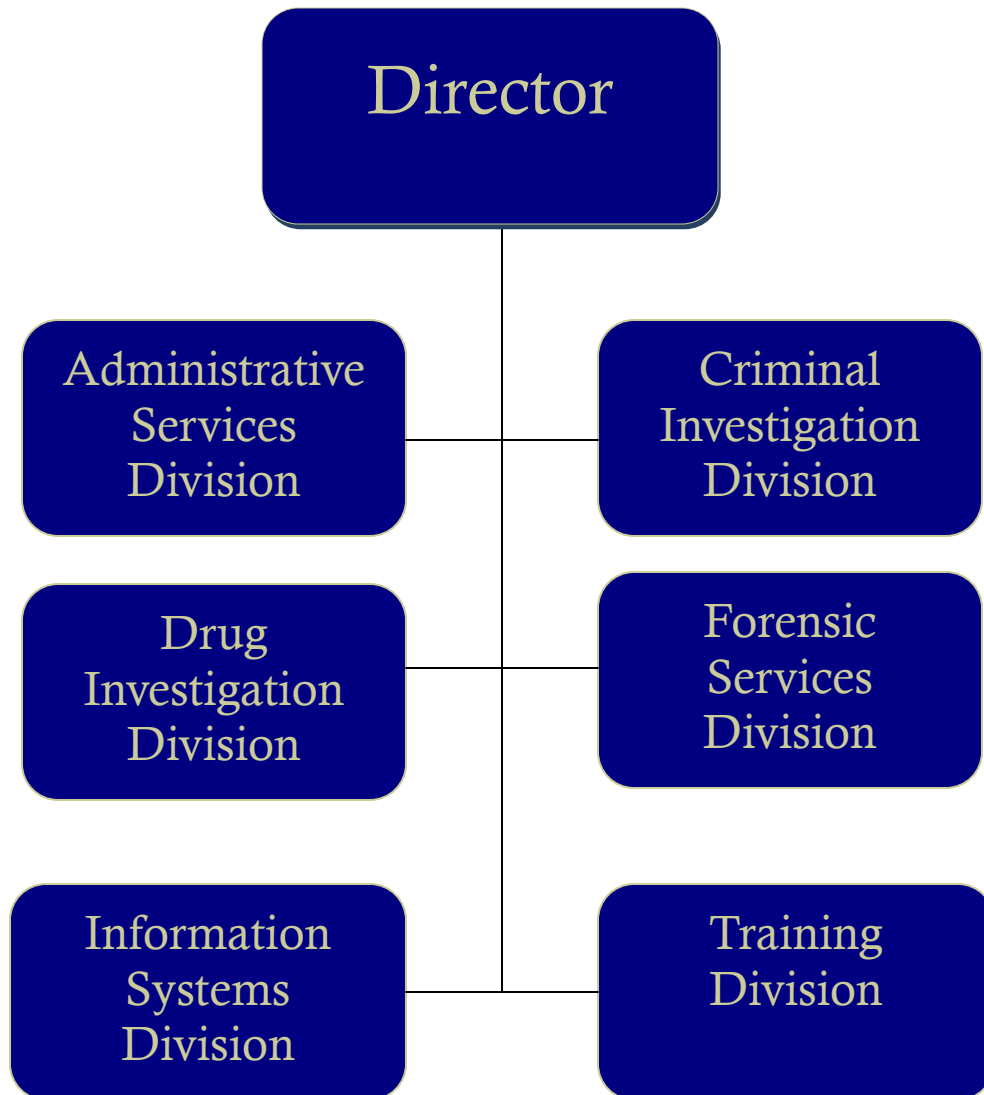 Director
Administrative
Services
Division
Criminal
Investigation
Division
Drug
Investigation
Division
Forensic
Services
Division
Information
Systems
Division
Training
Division